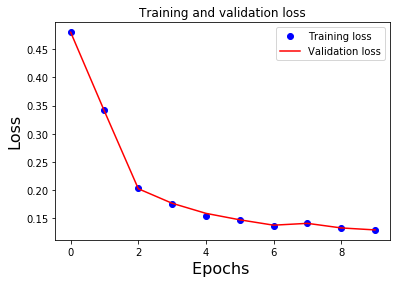 Training and validation loss
Training loss
Validation loss
0.45
0.40
0.35
0.30
0.25
0.20
0.15
Loss
0 2 4 6 8
Epochs